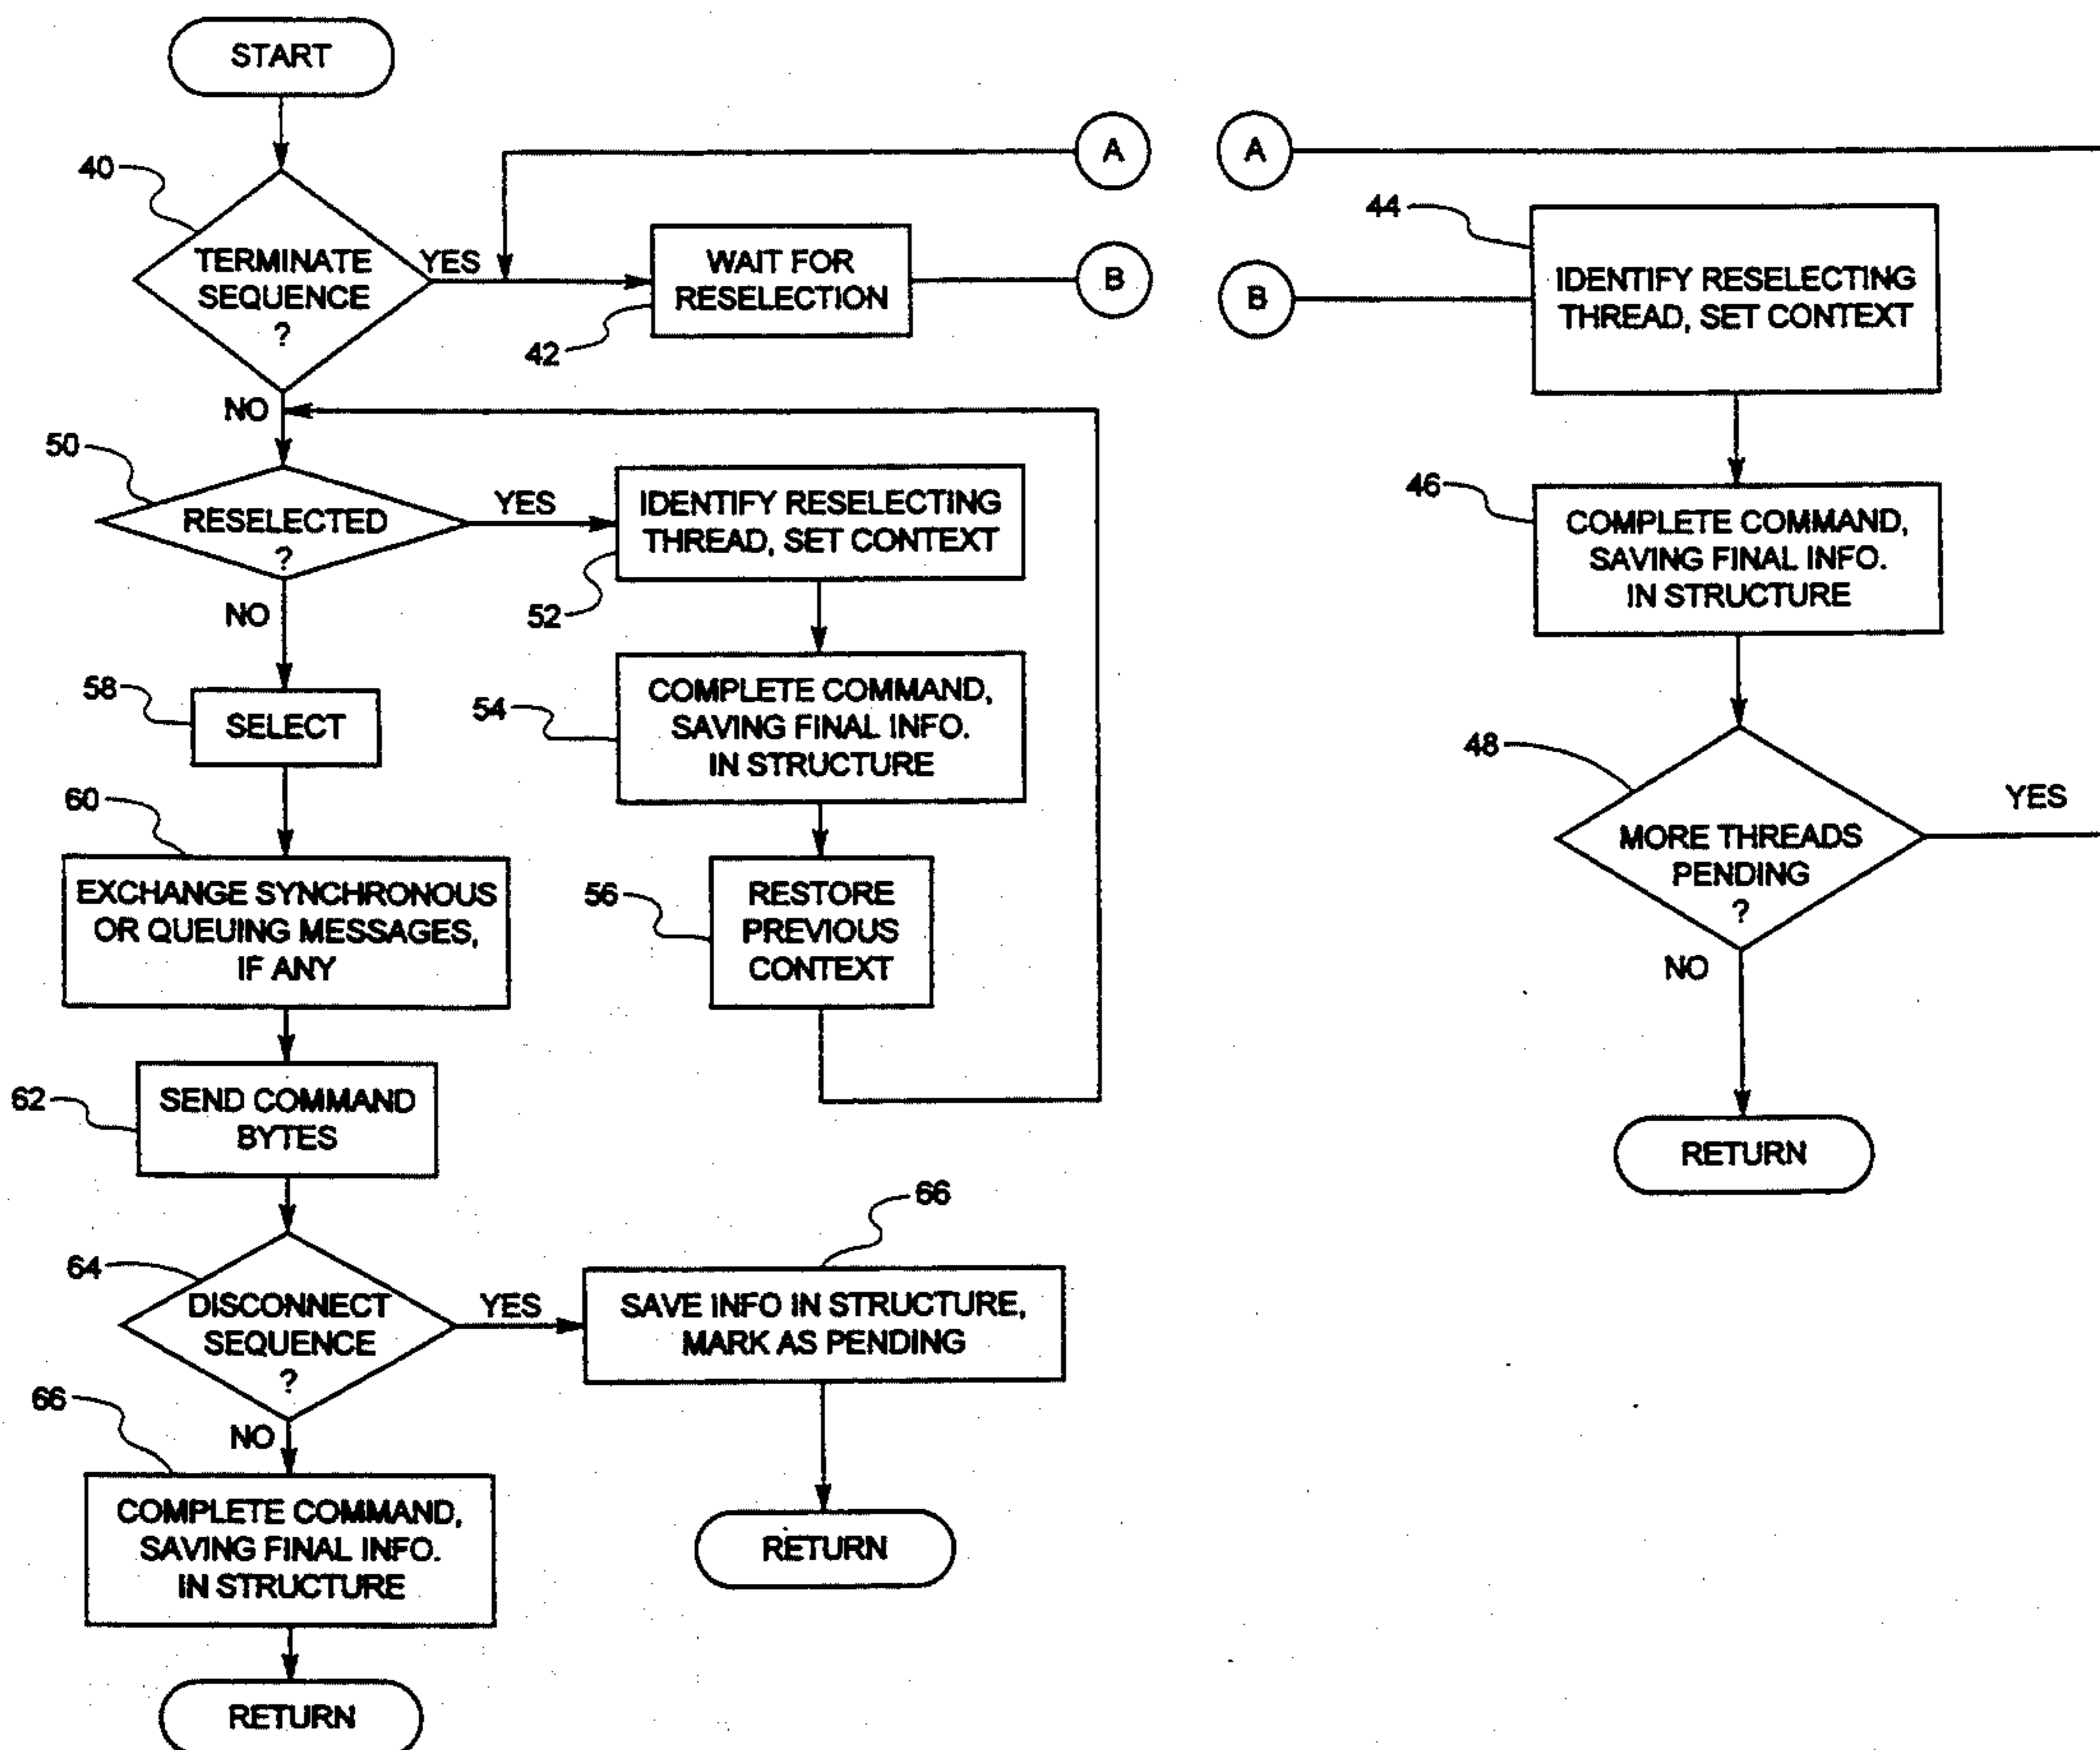 START
40
TERMINATE
SEQUENCE
?
YES
WAIT FOR
RESELECTION
42
A
B
NO
50
RESELECTED
?
YES
IDENTIFY RESELECTING
THREAD, SET CONTEXT
52
NO
54
COMPLETE COMMAND,
SAVING FINAL INFO.
IN STRUCTURE
58
SELECT
56
RESTORE
PREVIOUS
CONTEXT
60
EXCHANGE SYNCHRONOUS
OR QUEUING MESSAGES,
IF ANY
62
SEND COMMAND
BYTES
64
DISCONNECT
SEQUENCE
?
YES
66
SAVE INFO IN STRUCTURE,
MARK AS PENDING
RETURN
NO
66
COMPLETE COMMAND,
SAVING FINAL INFO.
IN STRUCTURE
RETURN
A
B
44
IDENTIFY RESELECTING
THREAD, SET CONTEXT
46
COMPLETE COMMAND,
SAVING FINAL INFO.
IN STRUCTURE
48
MORE THREADS
PENDING
?
YES
NO
RETURN